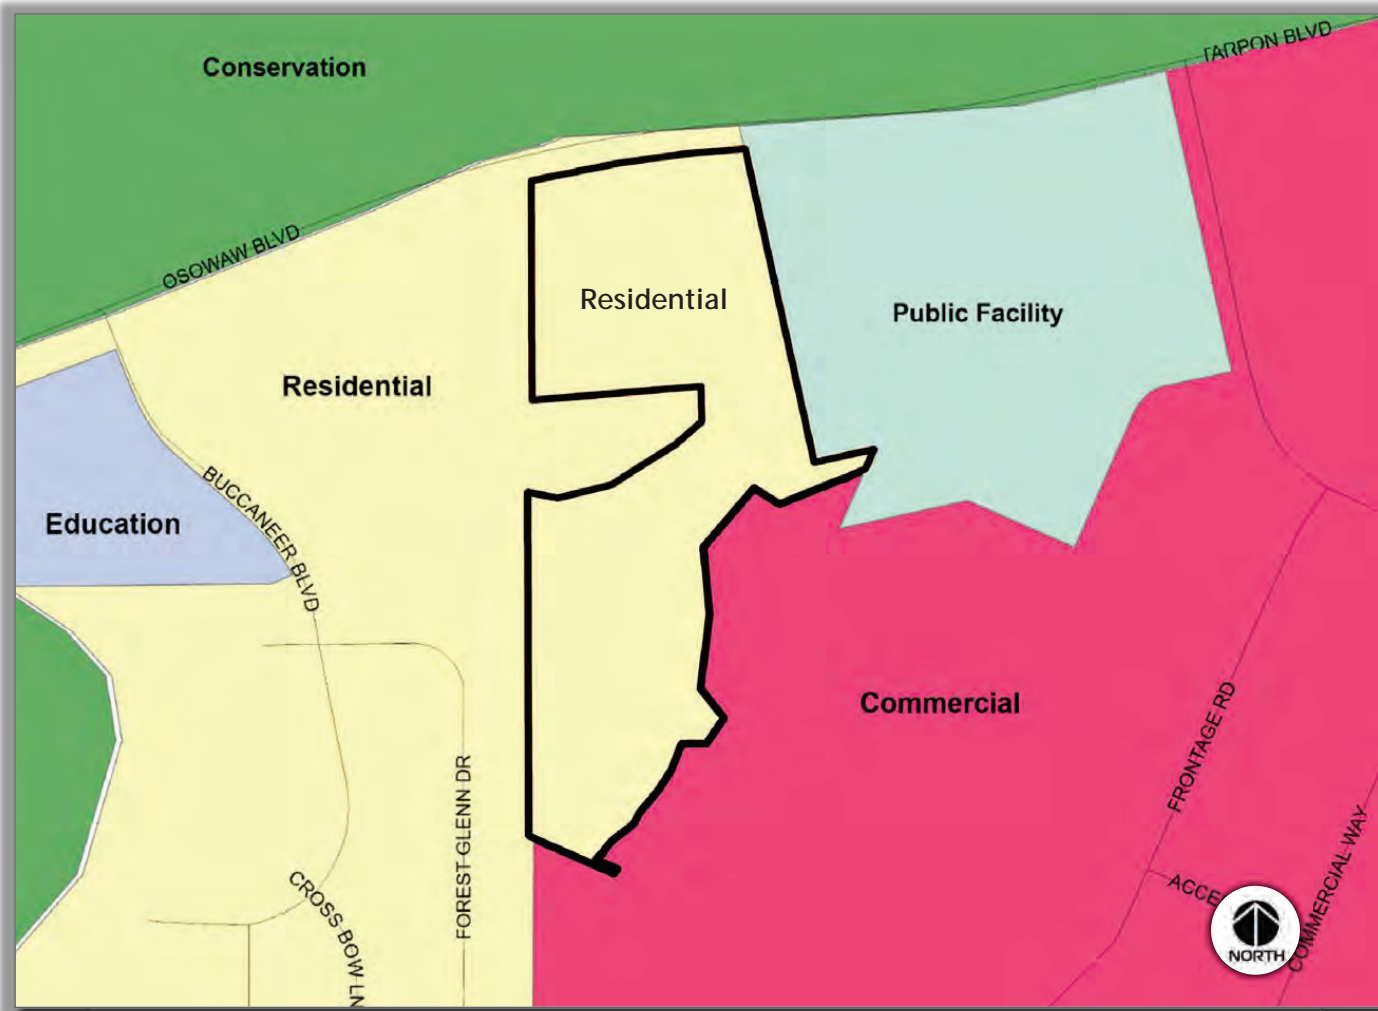 TARPON BLVD
Conservation
OSOWAW BLVD
Residential
Public Facility
Residential
BUCCANEER BLVD
Education
Commercial
FRONTAGE RD
FOREST GLENN DR
COMMERCIAL WAY
CROSS BOW LN
ACCE
NORTH